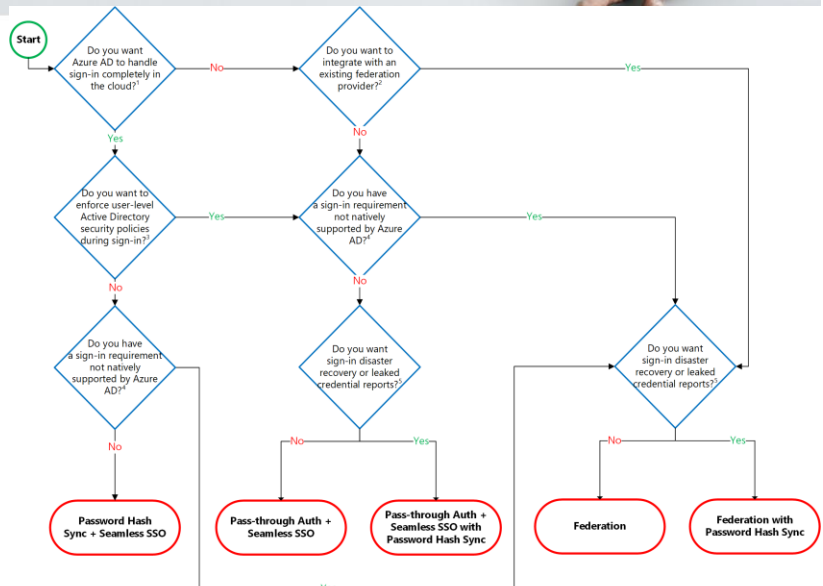 Start
Do you want
Azure AD to handle
sign-in completely in
the cloud?¹
No
Do you want to
integrate with an
existing federation
provider?²
Yes
Yes
No
Do you want to
enforce user-level
Active Directory
security policies
during sign-in?³
Yes
Do you have
a sign-in requirement
not natively
supported by Azure
AD?⁴
Yes
No
No
Do you have
a sign-in requirement
not natively
supported by Azure
AD?⁴
Do you want
sign-in disaster
recovery or leaked
credential reports?⁵
Do you want
sign-in disaster
recovery or leaked
credential reports?⁵
No
No
Yes
No
Yes
Password Hash
Sync + Seamless SSO
Pass-through Auth +
Seamless SSO
Pass-through Auth +
Seamless SSO with
Password Hash Sync
Federation
Federation with
Password Hash Sync